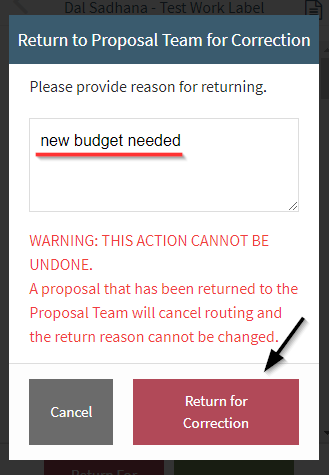 Dal Sadhana - Test Work Label
Return to Proposal Team for Correction
Please provide reason for returning.
new budget needed
WARNING: THIS ACTION CANNOT BE
UNDONE.
A proposal that has been returned to the
Proposal Team will cancel routing and
the return reason cannot be changed.
Cancel
Return for
Correction
Return For